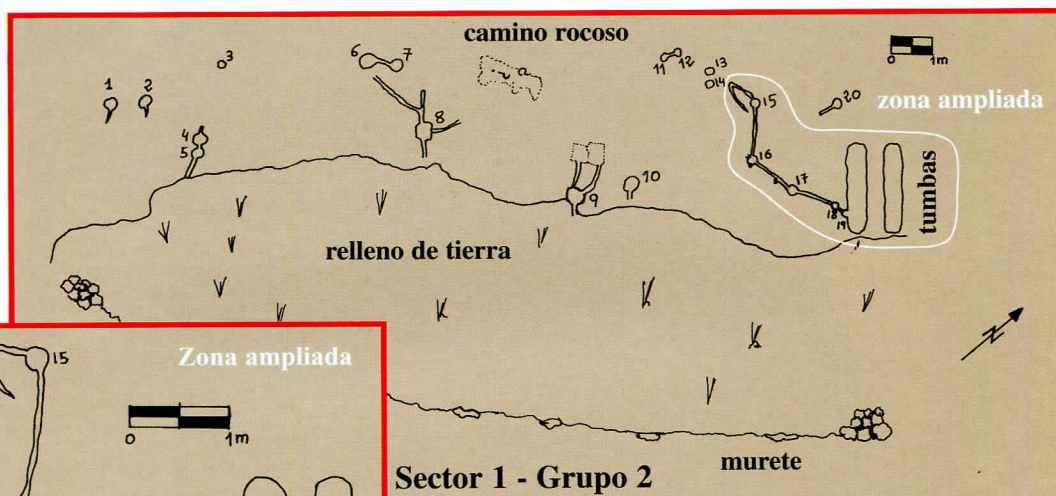 camino rocoso
1
2
3
6
7
11
12
13
14
0
1m
4
5
8
15
20
zona ampliada
16
17
18
19
9
10
tumbas
relleno de tierra
N
15
Zona ampliada
0
1m
murete
Sector 1 - Grupo 2